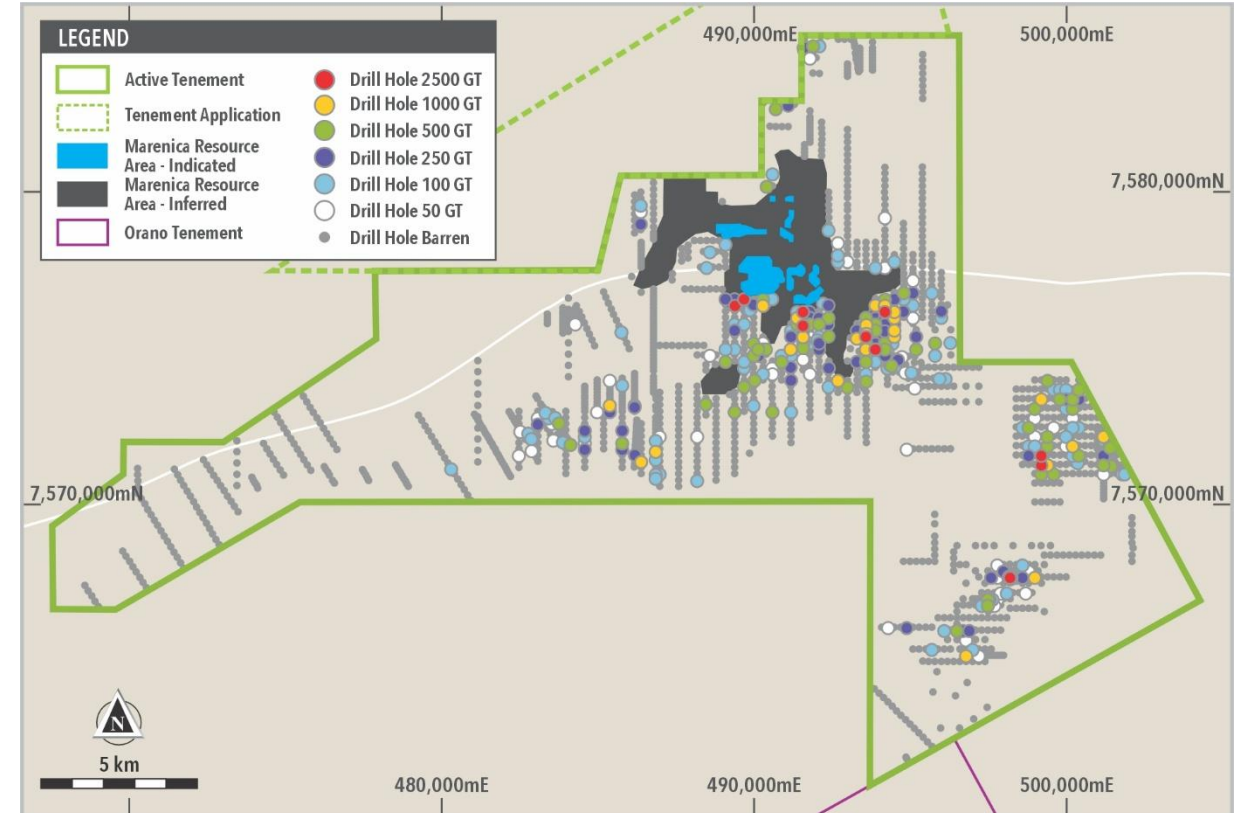 LEGEND
Active Tenement
Tenement Application
Marenica Resource
Area - Indicated
Marenica Resource
Area - Inferred
Orano Tenement
Drill Hole 2500 GT
Drill Hole 1000 GT
Drill Hole 500 GT
Drill Hole 250 GT
Drill Hole 100 GT
Drill Hole 50 GT
Drill Hole Barren
490,000mE
500,000mE
7,580,000mN
7,570,000mN
7,570,000mN
N
5 km
480,000mE
490,000mE
500,000mE